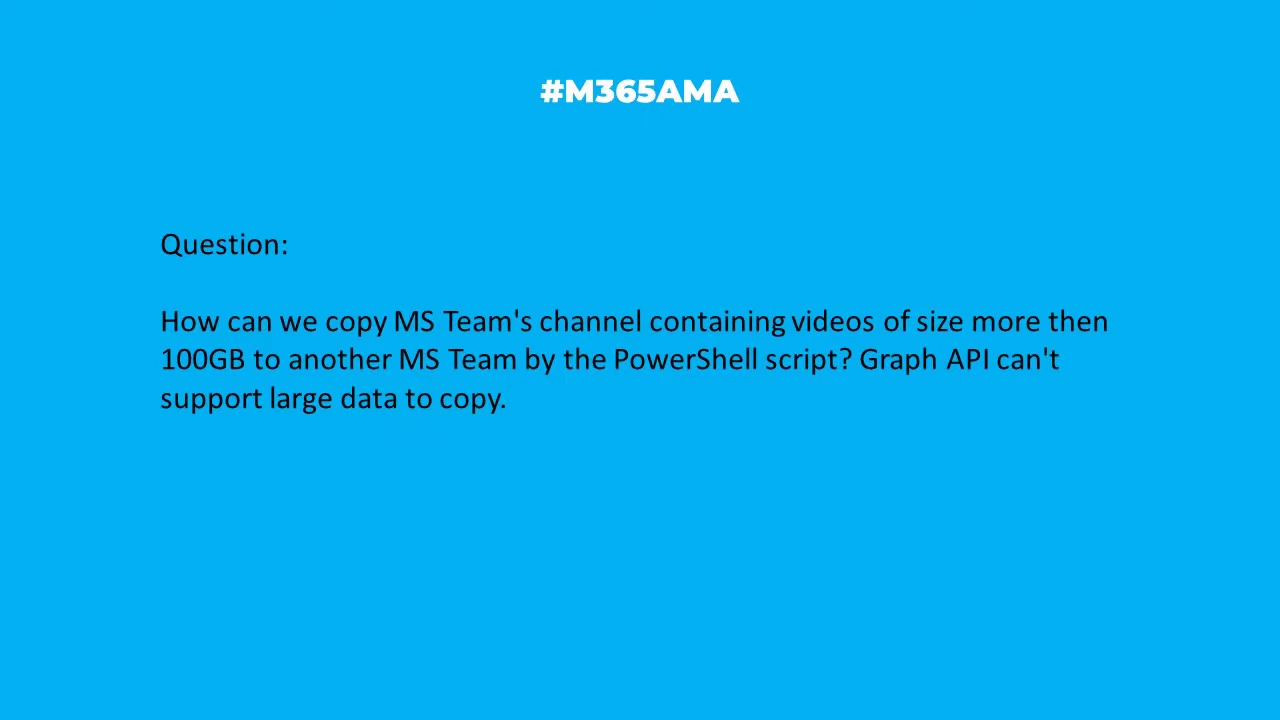 #M365AMA
Question:
How can we copy MS Team's channel containing videos of size more then
100GB to another MS Team by the PowerShell script? Graph API can't
support large data to copy.